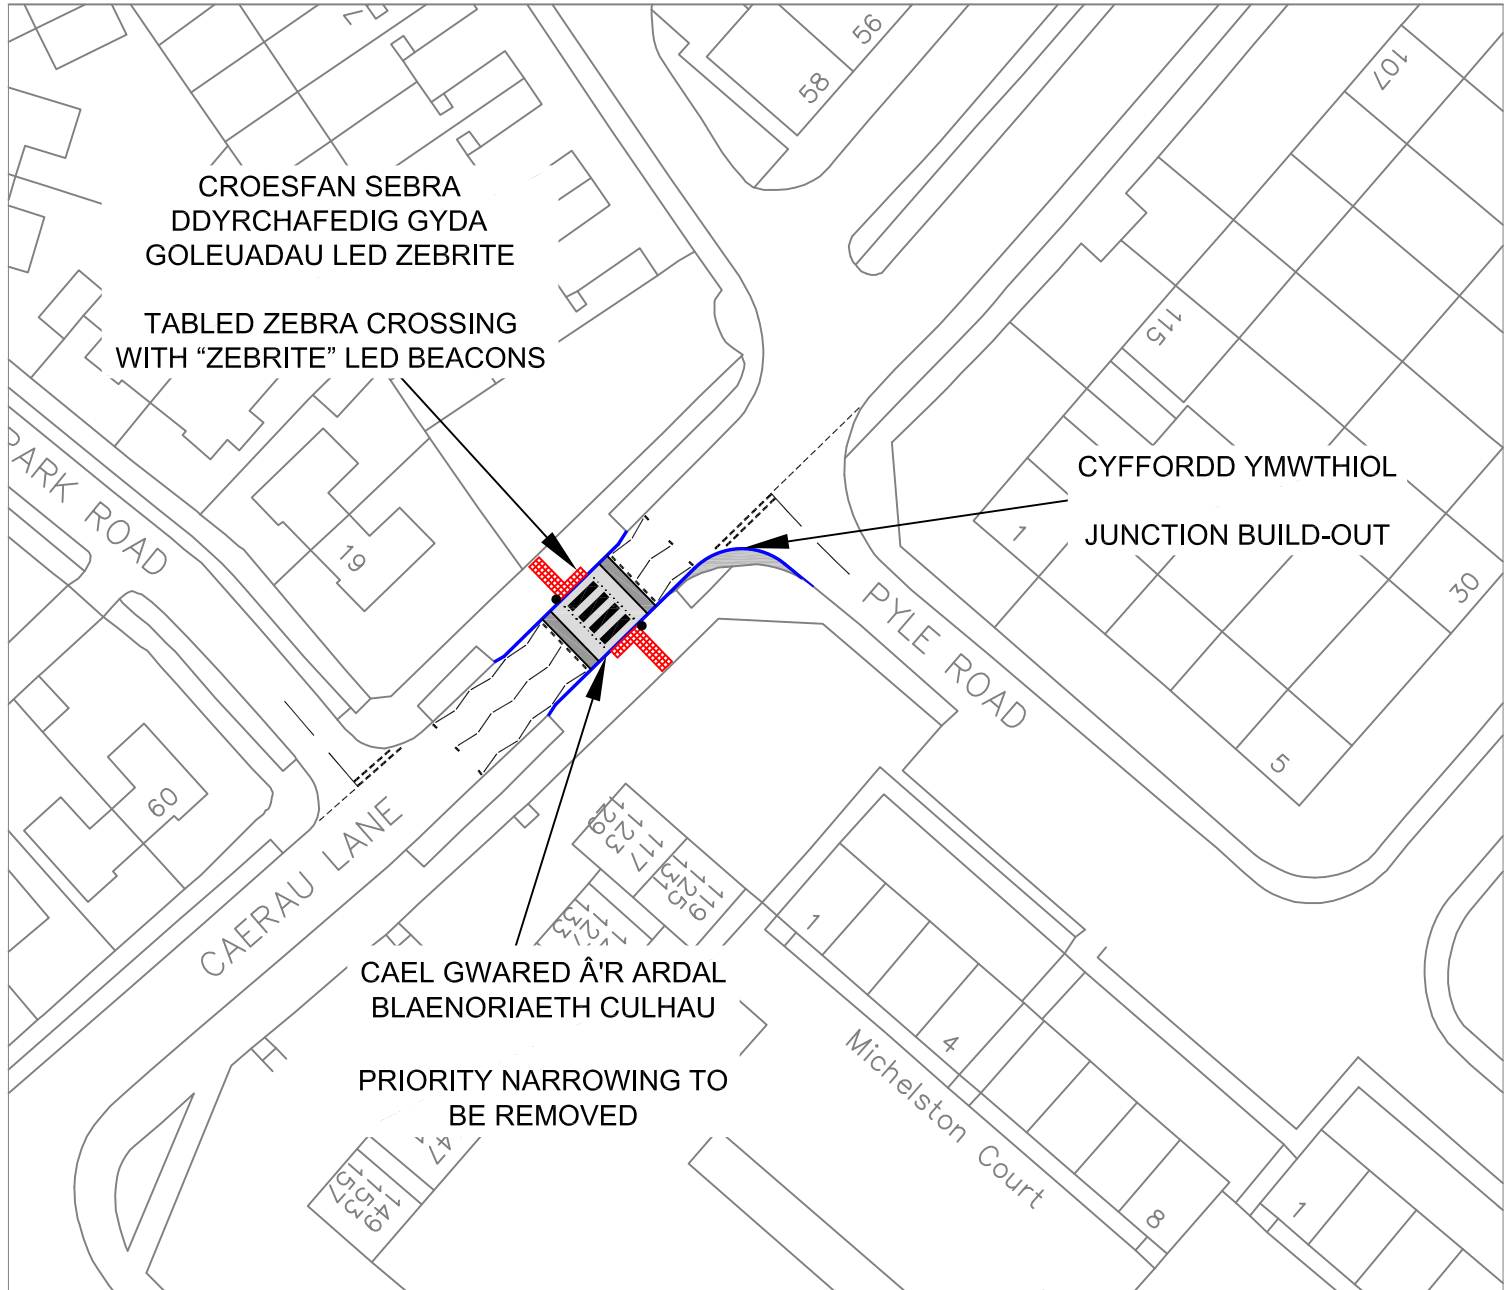 7
56
58
107
CROESFAN SEBRA
DDYRCHAFEDIG GYDA
GOLEUADAU LED ZEBRITE
TABLED ZEBRA CROSSING
WITH “ZEBRITE” LED BEACONS
115
PARK ROAD
19
CYFFORDD YMWTHIOL
JUNCTION BUILD-OUT
1
30
PYLE ROAD
5
60
CAERAU LANE
129
123
117
125
119
1
CAEL GWARED Â'R ARDAL
BLAENORIAETH CULHAU
PRIORITY NARROWING TO
BE REMOVED
4
Michelston Court
8
1
47
157
153
149